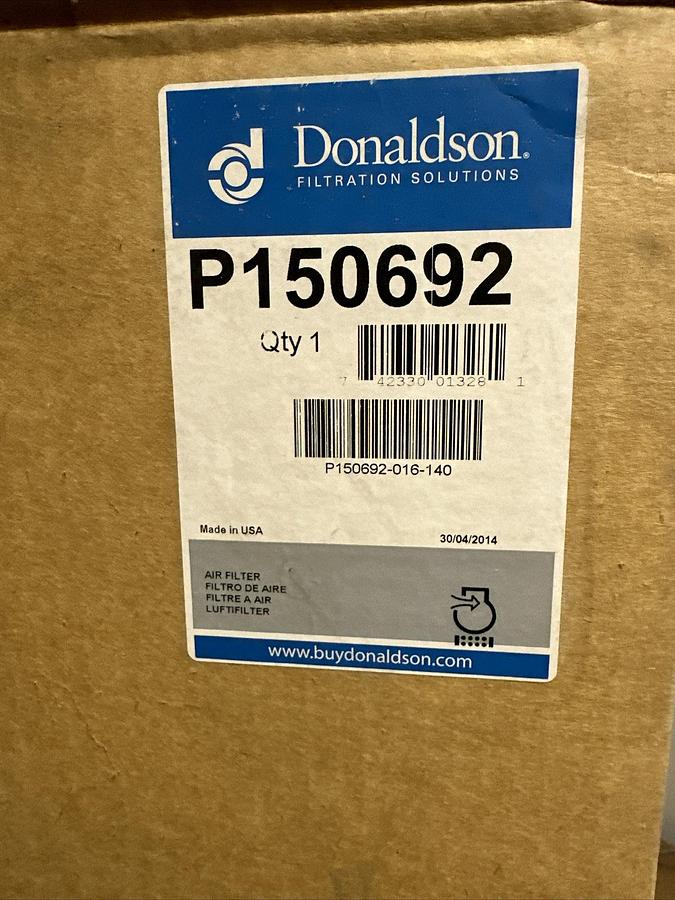 Donaldson®
FILTRATION SOLUTIONS
P150692
Qty 1
7 42330 01328 1
P150692-016-140
Made in USA
30/04/2014
AIR FILTER
FILTRO DE AIRE
FILTRE A AIR
LUFTIFILTER
www.buydonaldson.com